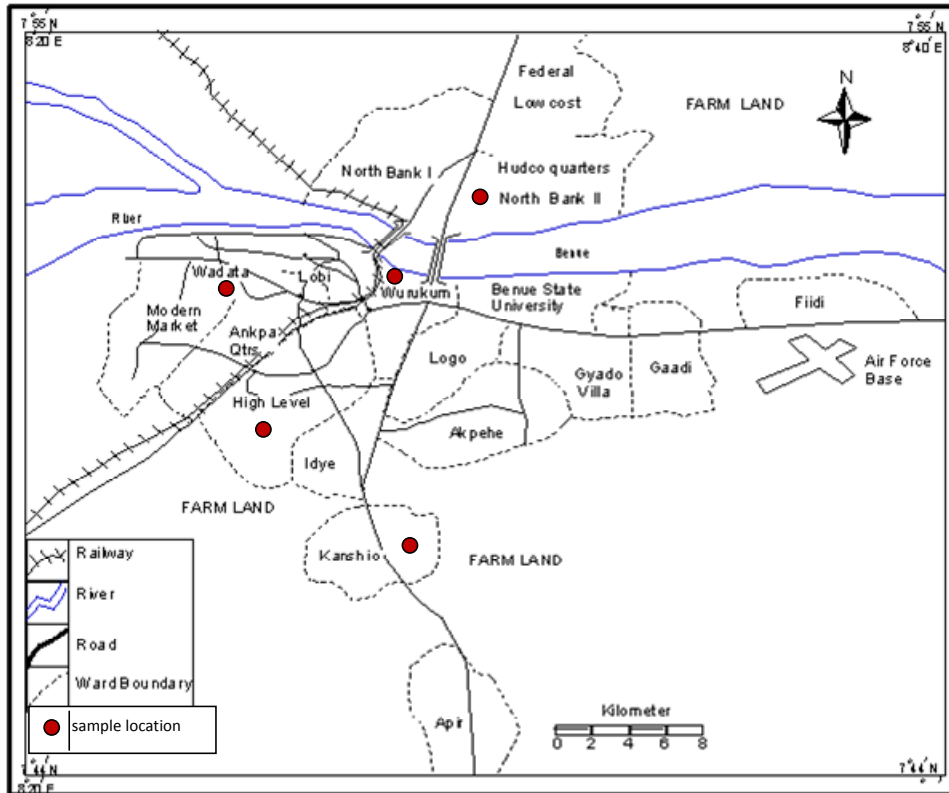 7°55′N
8°20′E
7°55′N
8°40′E
Federal
Low cost
FARM LAND
N
North Bank I
Hudco quarters
North Bank II
River
Benue
Wadata
Lobi
Wurukum
Benue State
University
Fiidi
Modern
Market
Ankpa
Qtrs
Logo
Gyado
Villa
Gaadi
Air Force
Base
High Level
Akpehe
Idye
FARM LAND
Kanshio
FARM LAND
Railway
River
Road
Ward Boundary
sample location
Apir
Kilometer
0 2 4 6 8
7°44′N
8°20′E
7°44′N